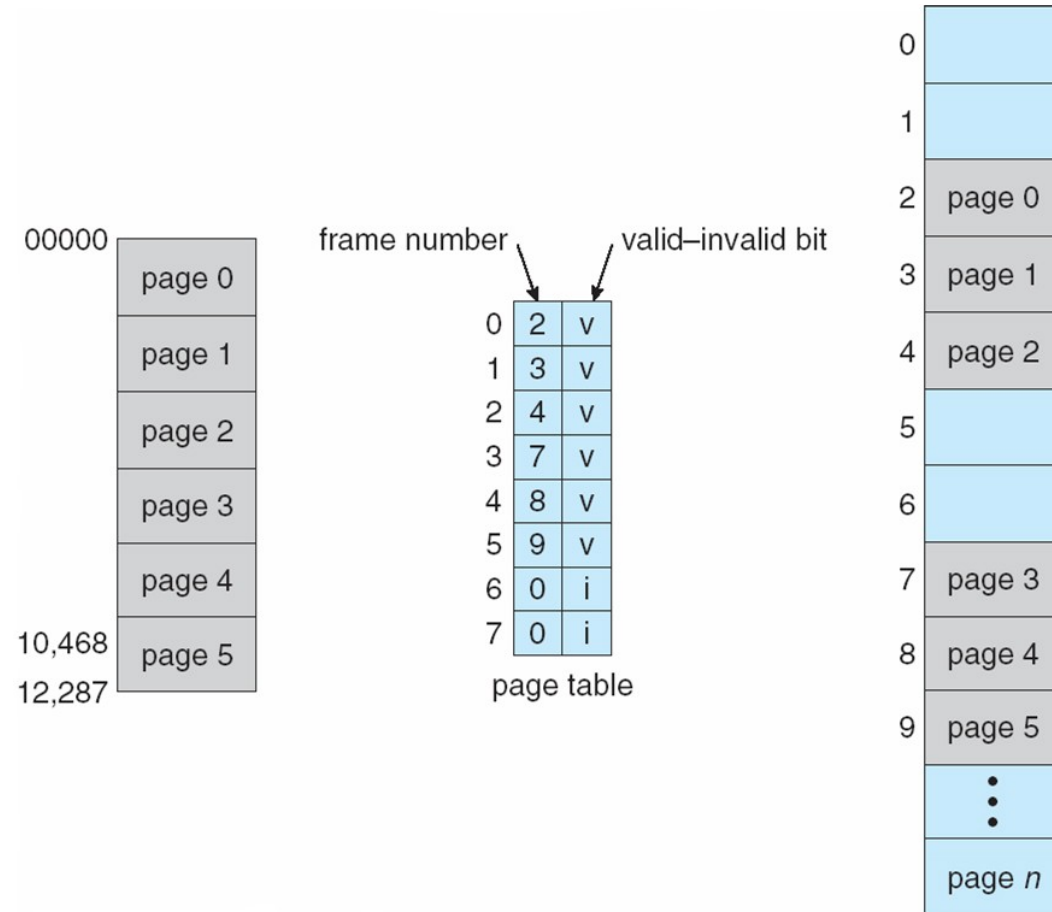 00000
page 0
page 1
page 2
page 3
page 4
10,468
page 5
12,287
frame number
valid–invalid bit
0 2 v
1 3 v
2 4 v
3 7 v
4 8 v
5 9 v
6 0 i
7 0 i
page table
0
1
2 page 0
3 page 1
4 page 2
5
6
7 page 3
8 page 4
9 page 5
page n